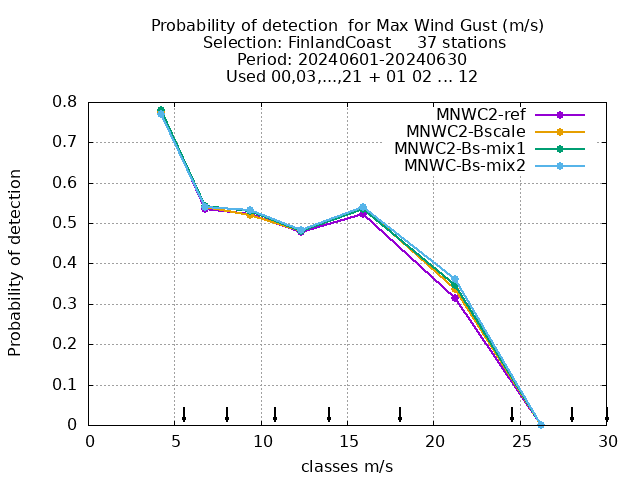 Probability of detection  for Max Wind Gust (m/s)
Selection: FinlandCoast     37 stations
Period: 20240601-20240630
Used 00,03,...,21 + 01 02 ... 12
MNWC2-ref
MNWC2-Bscale
MNWC2-Bs-mix1
MNWC-Bs-mix2
Probability of detection
0.8
0.7
0.6
0.5
0.4
0.3
0.2
0.1
0
0 5 10 15 20 25 30
classes m/s